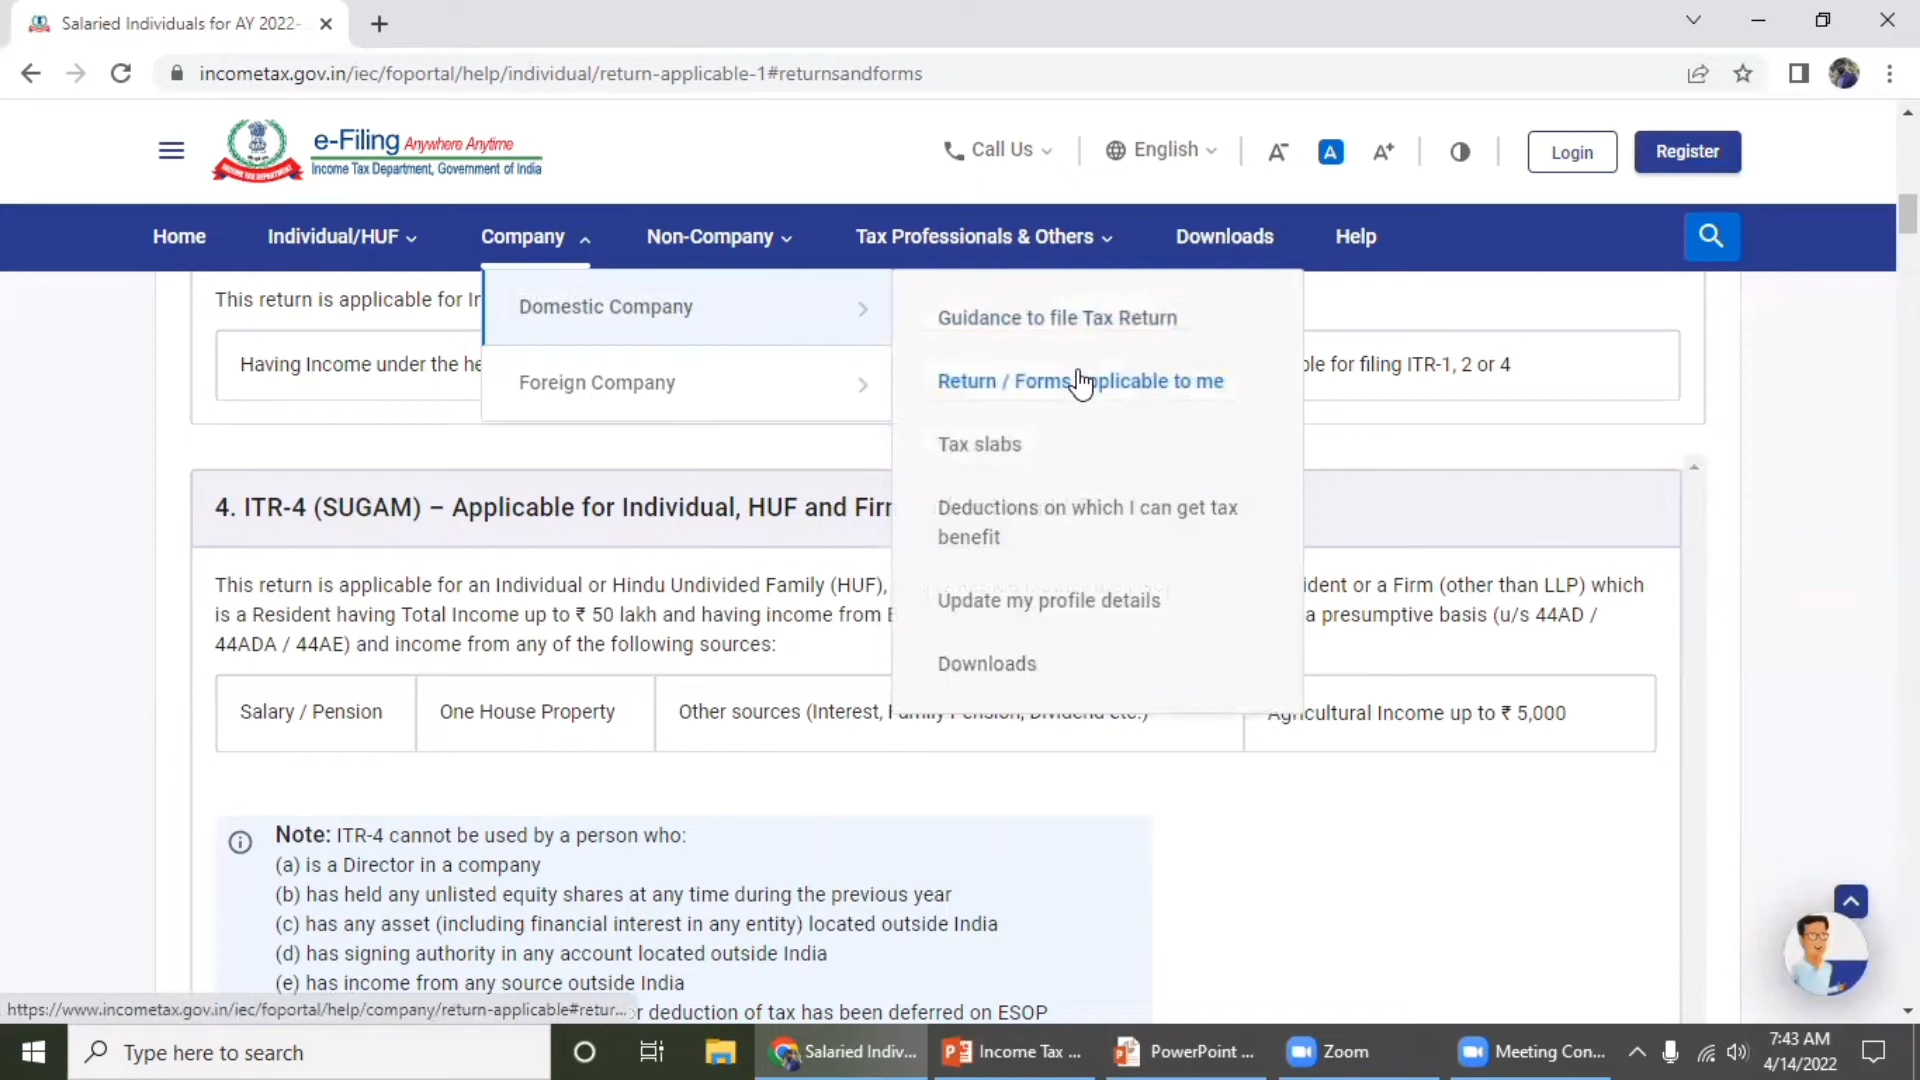 Salaried Individuals for AY 2022-
incometax.gov.in/iec/foportal/help/individual/return-applicable-1#returnsandforms
e-Filing Anywhere Anytime
Income Tax Department, Government of India
Call Us
English
A-
A
A+
Login
Register
Home
Individual/HUF
Company
Non-Company
Tax Professionals & Others
Downloads
Help
Domestic Company
Foreign Company
Guidance to file Tax Return
Return / Forms applicable to me
Tax slabs
Deductions on which I can get tax
benefit
Update my profile details
Downloads
This return is applicable for
Having Income under the
for filing ITR-1, 2 or 4
4. ITR-4 (SUGAM) – Applicable for Individual, HUF and
This return is applicable for an Individual or Hindu Undivided Family (HUF), or a Firm (other than LLP) which
is a Resident having Total Income up to ₹ 50 lakh and having income from a presumptive basis (u/s 44AD /
44ADA / 44AE) and income from any of the following sources:
Salary / Pension
One House Property
Other sources (Interest, Family Pension, Dividend etc.)
Agricultural Income up to ₹ 5,000
Note: ITR-4 cannot be used by a person who:
(a) is a Director in a company
(b) has held any unlisted equity shares at any time during the previous year
(c) has any asset (including financial interest in any entity) located outside India
(d) has signing authority in any account located outside India
(e) has income from any source outside India
deduction of tax has been deferred on ESOP
https://www.incometax.gov.in/iec/foportal/help/company/return-applicable#retur...
Type here to search
Salaried Indiv...
Income Tax ...
PowerPoint ...
Zoom
Meeting Con...
7:43 AM
4/14/2022